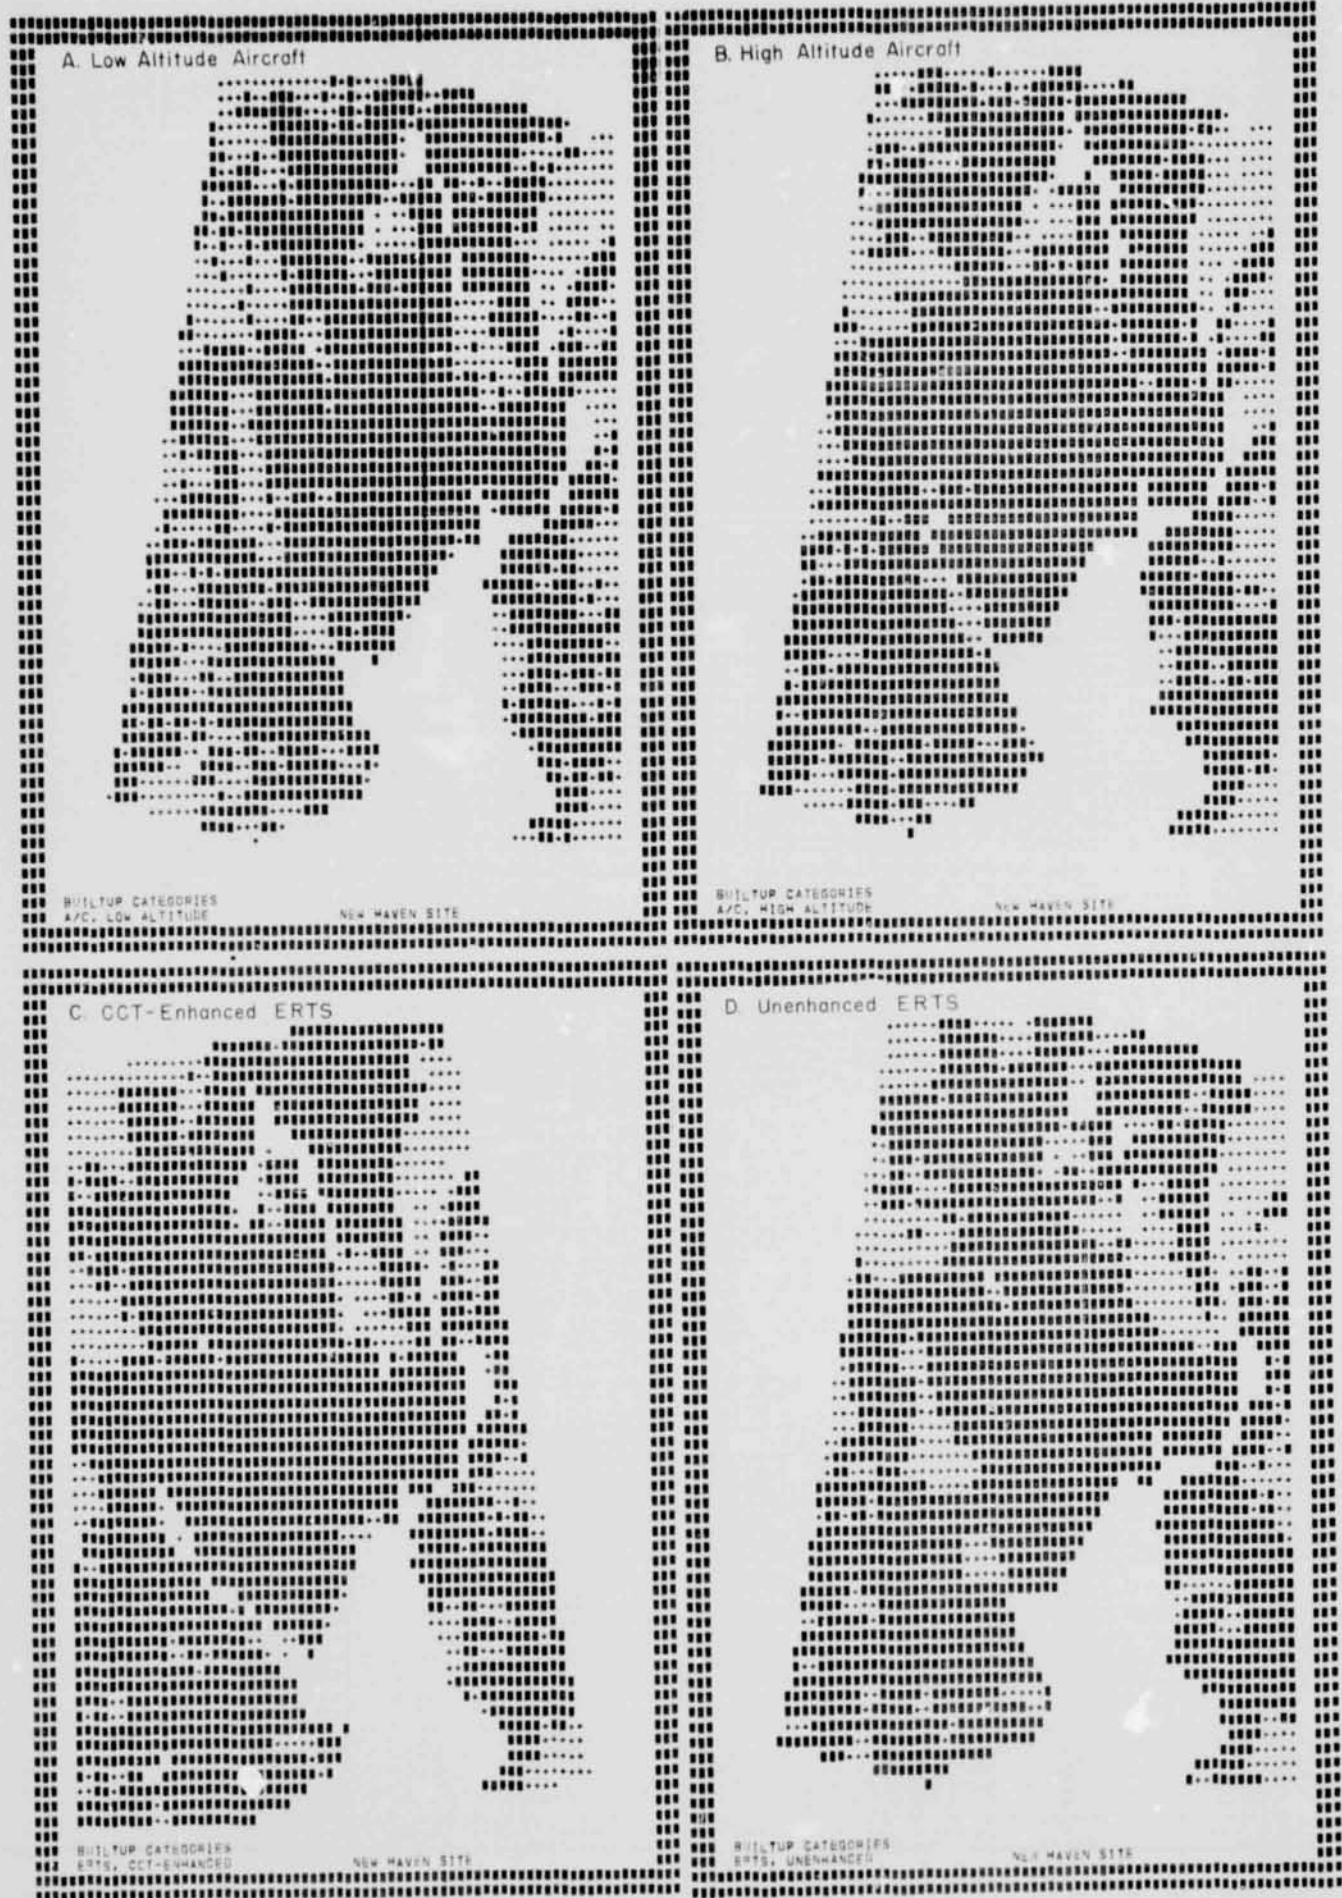 A. Low Altitude Aircraft
BUILTUP CATEGORIES
A/C, LOW ALTITUDE NEW HAVEN SITE
B. High Altitude Aircraft
BUILTUP CATEGORIES
A/C, HIGH ALTITUDE NEW HAVEN SITE
C. CCT-Enhanced ERTS
BUILTUP CATEGORIES
ERTS, CCT-ENHANCED NEW HAVEN SITE
D. Unenhanced ERTS
BUILTUP CATEGORIES
ERTS, UNENHANCED NEW HAVEN SITE